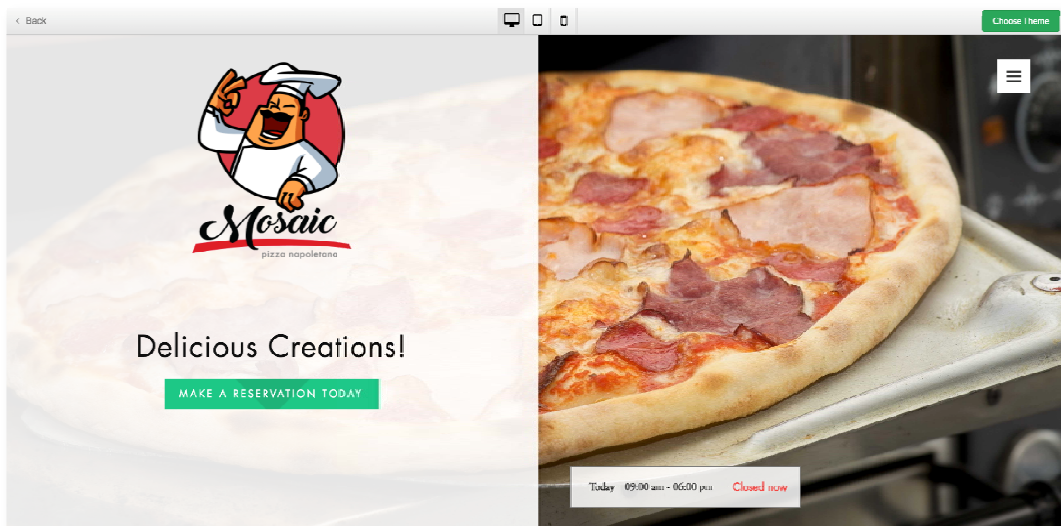 Back
Choose Theme
Mosaic
pizza napoletana
Delicious Creations!
MAKE A RESERVATION TODAY
Today 09:00 am - 06:00 pm Closed now